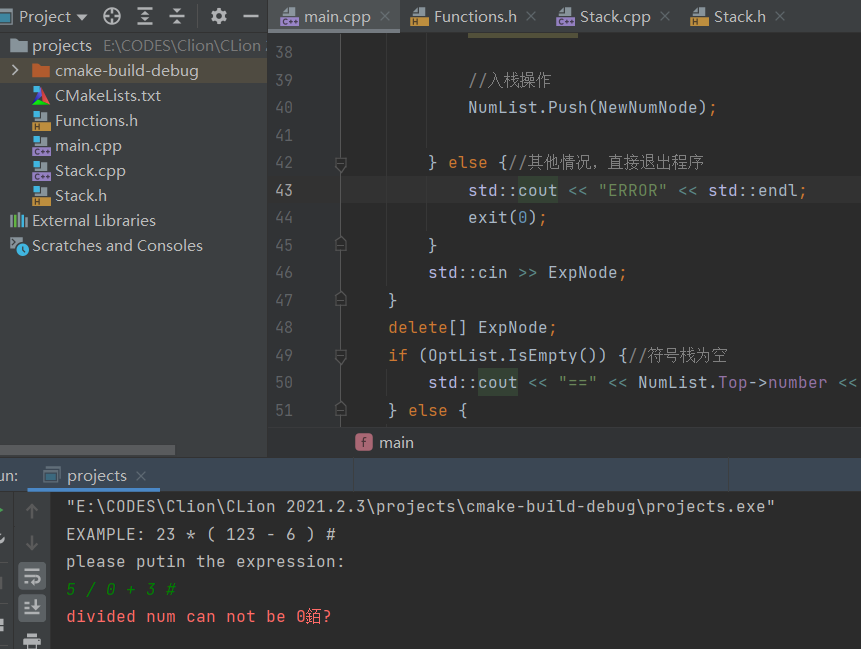 Project
main.cpp
Functions.h
Stack.cpp
Stack.h
projects E:\CODES\Clion\CLion
cmake-build-debug
CMakeLists.txt
Functions.h
main.cpp
Stack.cpp
Stack.h
External Libraries
Scratches and Consoles
38
39 //入栈操作
40 NumList.Push(NewNumNode);
41
42 } else {//其他情况，直接退出程序
43 std::cout << "ERROR" << std::endl;
44 exit(0);
45 }
46 std::cin >> ExpNode;
47 }
48 delete[] ExpNode;
49 if (OptList.IsEmpty()) {//符号栈为空
50 std::cout << "==" << NumList.Top->number <<
51 } else {
f main
un: projects
"E:\CODES\Clion\CLion 2021.2.3\projects\cmake-build-debug\projects.exe"
EXAMPLE: 23 * ( 123 - 6 ) #
please putin the expression:
5 / 0 + 3 #
divided num can not be 0銆?